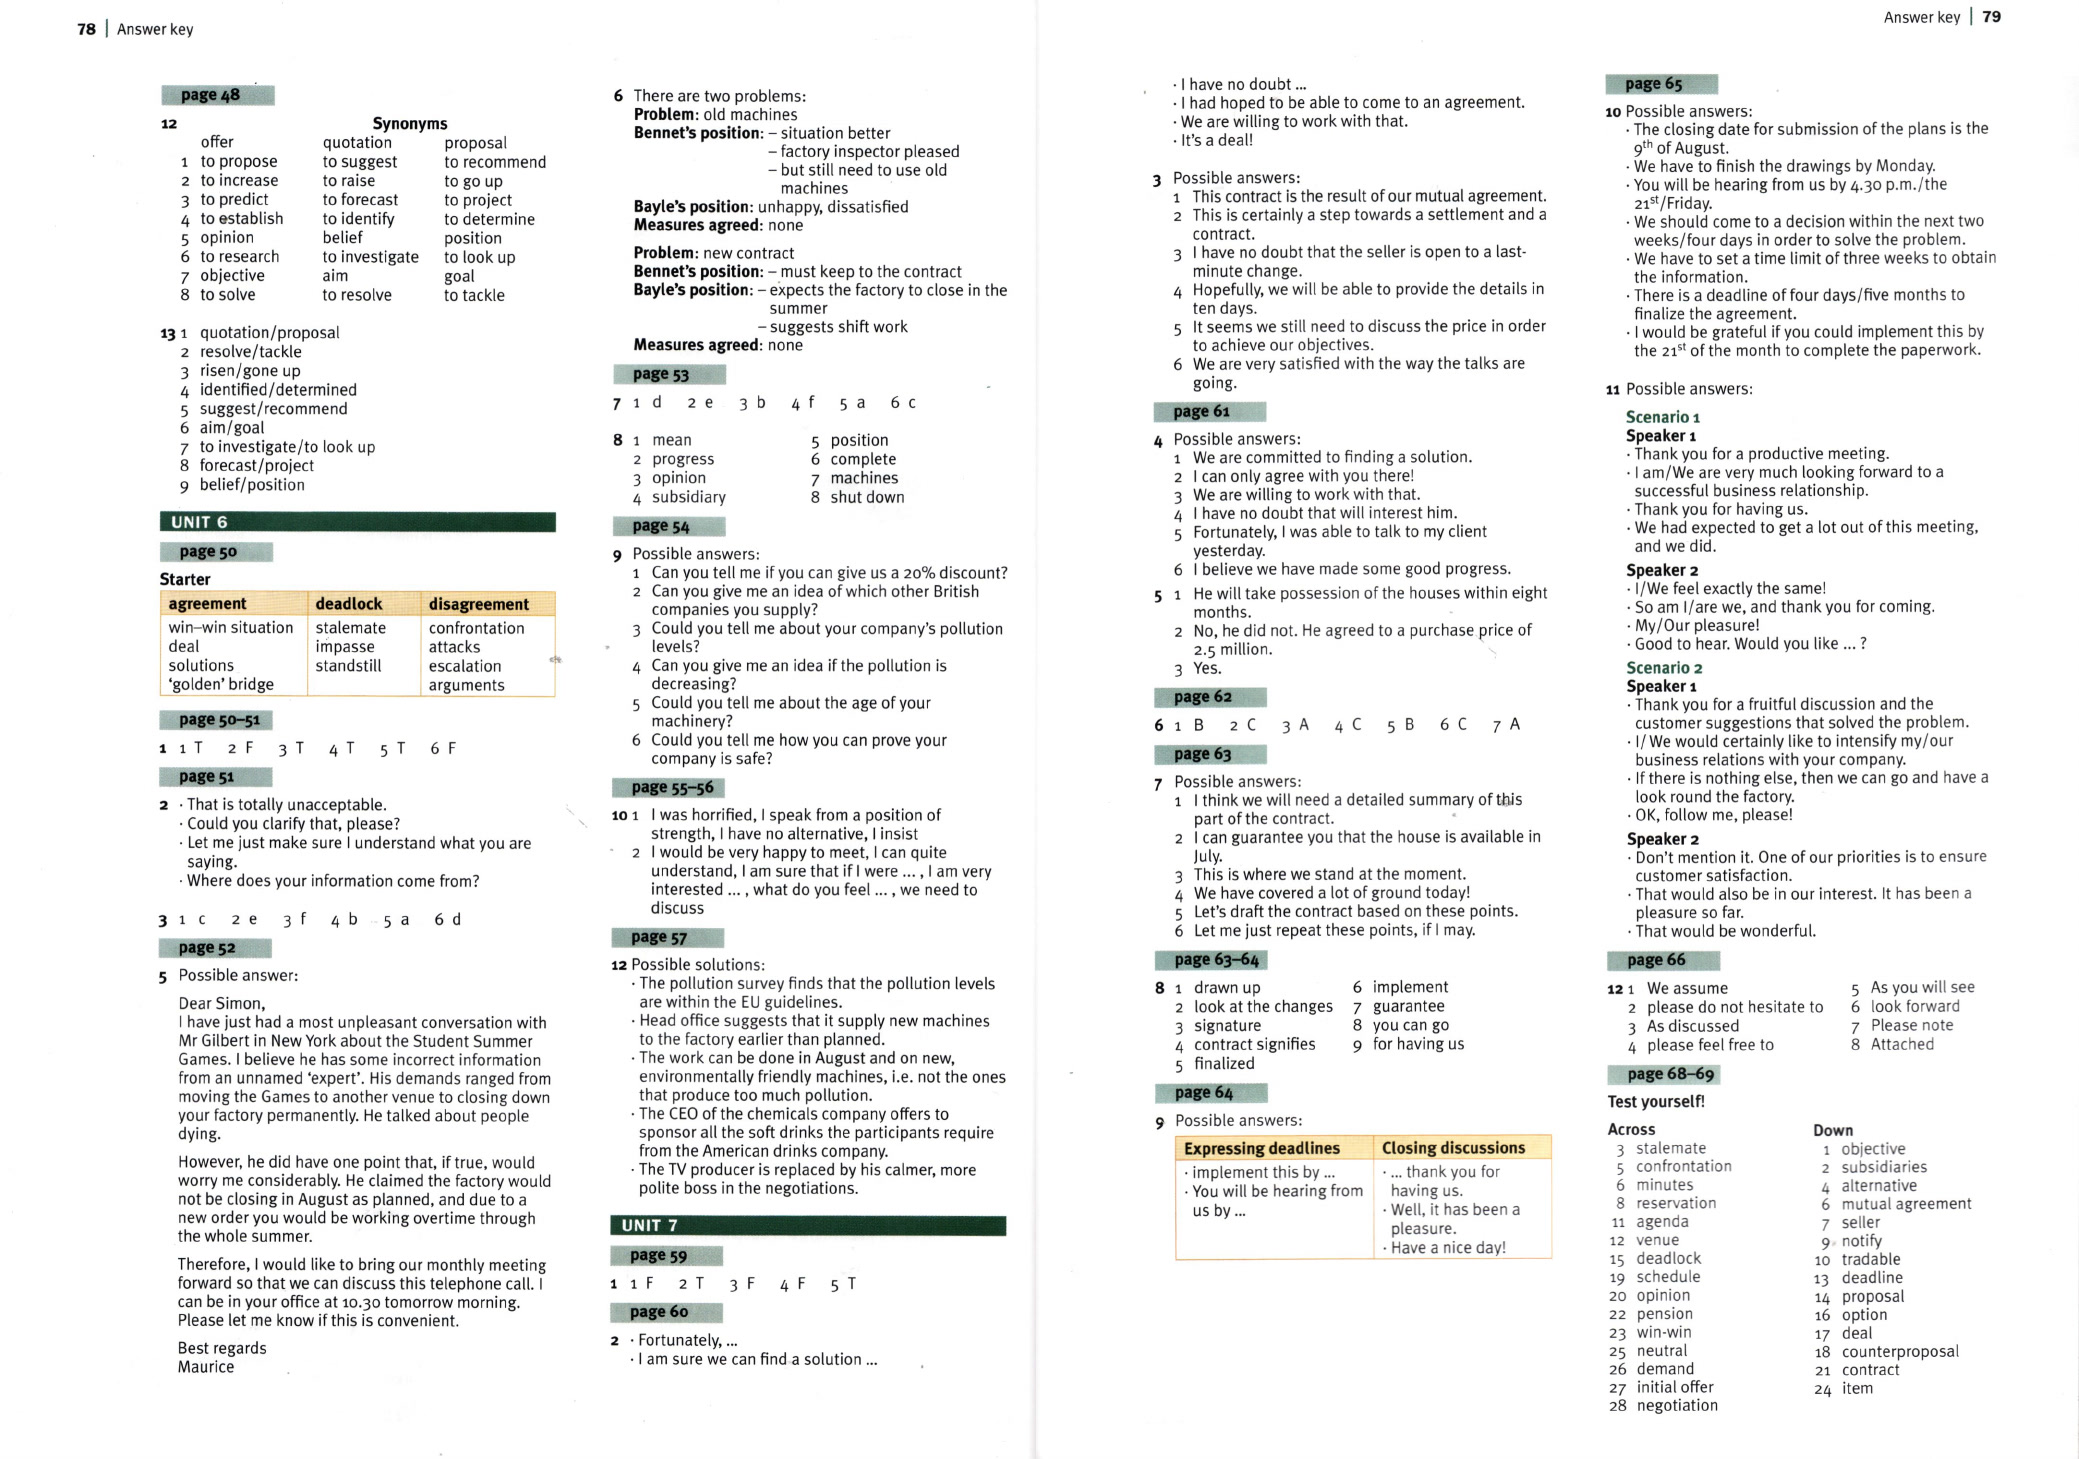 78 | Answer key
page 48
12 Synonyms
offer quotation proposal
1 to propose to suggest to recommend
2 to increase to raise to go up
3 to predict to forecast to project
4 to establish to identify to determine
5 opinion belief position
6 to research to investigate to look up
7 objective aim goal
8 to solve to resolve to tackle
13 1 quotation/proposal
2 resolve/tackle
3 risen/gone up
4 identified/determined
5 suggest/recommend
6 aim/goal
7 to investigate/to look up
8 forecast/project
9 belief/position
UNIT 6
page 50
Starter
agreement deadlock disagreement
win–win situation stalemate confrontation
deal impasse attacks
solutions standstill escalation
'golden' bridge arguments
page 50–51
1 1 T 2 F 3 T 4 T 5 T 6 F
page 51
2 · That is totally unacceptable.
· Could you clarify that, please?
· Let me just make sure I understand what you are
saying.
· Where does your information come from?
3 1 c 2 e 3 f 4 b 5 a 6 d
page 52
5 Possible answer:
Dear Simon,
I have just had a most unpleasant conversation with
Mr Gilbert in New York about the Student Summer
Games. I believe he has some incorrect information
from an unnamed 'expert'. His demands ranged from
moving the Games to another venue to closing down
your factory permanently. He talked about people
dying.
However, he did have one point that, if true, would
worry me considerably. He claimed the factory would
not be closing in August as planned, and due to a
new order you would be working overtime through
the whole summer.
Therefore, I would like to bring our monthly meeting
forward so that we can discuss this telephone call. I
can be in your office at 10.30 tomorrow morning.
Please let me know if this is convenient.
Best regards
Maurice
6 There are two problems:
Problem: old machines
Bennet's position: – situation better
– factory inspector pleased
– but still need to use old
machines
Bayle's position: unhappy, dissatisfied
Measures agreed: none
Problem: new contract
Bennet's position: – must keep to the contract
Bayle's position: – expects the factory to close in the
summer
– suggests shift work
Measures agreed: none
page 53
7 1 d 2 e 3 b 4 f 5 a 6 c
8 1 mean 5 position
2 progress 6 complete
3 opinion 7 machines
4 subsidiary 8 shut down
page 54
9 Possible answers:
1 Can you tell me if you can give us a 20% discount?
2 Can you give me an idea of which other British
companies you supply?
3 Could you tell me about your company's pollution
levels?
4 Can you give me an idea if the pollution is
decreasing?
5 Could you tell me about the age of your
machinery?
6 Could you tell me how you can prove your
company is safe?
page 55–56
10 1 I was horrified, I speak from a position of
strength, I have no alternative, I insist
2 I would be very happy to meet, I can quite
understand, I am sure that if I were ... , I am very
interested ... , what do you feel ... , we need to
discuss
page 57
12 Possible solutions:
· The pollution survey finds that the pollution levels
are within the EU guidelines.
· Head office suggests that it supply new machines
to the factory earlier than planned.
· The work can be done in August and on new,
environmentally friendly machines, i.e. not the ones
that produce too much pollution.
· The CEO of the chemicals company offers to
sponsor all the soft drinks the participants require
from the American drinks company.
· The TV producer is replaced by his calmer, more
polite boss in the negotiations.
UNIT 7
page 59
1 1 F 2 T 3 F 4 F 5 T
page 60
2 · Fortunately, ...
· I am sure we can find a solution ...
Answer key | 79
· I have no doubt ...
· I had hoped to be able to come to an agreement.
· We are willing to work with that.
· It's a deal!
3 Possible answers:
1 This contract is the result of our mutual agreement.
2 This is certainly a step towards a settlement and a
contract.
3 I have no doubt that the seller is open to a last-
minute change.
4 Hopefully, we will be able to provide the details in
ten days.
5 It seems we still need to discuss the price in order
to achieve our objectives.
6 We are very satisfied with the way the talks are
going.
page 61
4 Possible answers:
1 We are committed to finding a solution.
2 I can only agree with you there!
3 We are willing to work with that.
4 I have no doubt that will interest him.
5 Fortunately, I was able to talk to my client
yesterday.
6 I believe we have made some good progress.
5 1 He will take possession of the houses within eight
months.
2 No, he did not. He agreed to a purchase price of
2.5 million.
3 Yes.
page 62
6 1 B 2 C 3 A 4 C 5 B 6 C 7 A
page 63
7 Possible answers:
1 I think we will need a detailed summary of this
part of the contract.
2 I can guarantee you that the house is available in
July.
3 This is where we stand at the moment.
4 We have covered a lot of ground today!
5 Let's draft the contract based on these points.
6 Let me just repeat these points, if I may.
page 63–64
8 1 drawn up 6 implement
2 look at the changes 7 guarantee
3 signature 8 you can go
4 contract signifies 9 for having us
5 finalized
page 64
9 Possible answers:
Expressing deadlines Closing discussions
· implement this by ... · ... thank you for
· You will be hearing from having us.
us by ... · Well, it has been a
pleasure.
· Have a nice day!
page 65
10 Possible answers:
· The closing date for submission of the plans is the
9th of August.
· We have to finish the drawings by Monday.
· You will be hearing from us by 4.30 p.m./the
21st/Friday.
· We should come to a decision within the next two
weeks/four days in order to solve the problem.
· We have to set a time limit of three weeks to obtain
the information.
· There is a deadline of four days/five months to
finalize the agreement.
· I would be grateful if you could implement this by
the 21st of the month to complete the paperwork.
11 Possible answers:
Scenario 1
Speaker 1
· Thank you for a productive meeting.
· I am/We are very much looking forward to a
successful business relationship.
· Thank you for having us.
· We had expected to get a lot out of this meeting,
and we did.
Speaker 2
· I/We feel exactly the same!
· So am I/are we, and thank you for coming.
· My/Our pleasure!
· Good to hear. Would you like ... ?
Scenario 2
Speaker 1
· Thank you for a fruitful discussion and the
customer suggestions that solved the problem.
· I/We would certainly like to intensify my/our
business relations with your company.
· If there is nothing else, then we can go and have a
look round the factory.
· OK, follow me, please!
Speaker 2
· Don't mention it. One of our priorities is to ensure
customer satisfaction.
· That would also be in our interest. It has been a
pleasure so far.
· That would be wonderful.
page 66
12 1 We assume 5 As you will see
2 please do not hesitate to 6 look forward
3 As discussed 7 Please note
4 please feel free to 8 Attached
page 68–69
Test yourself!
Across Down
3 stalemate 1 objective
5 confrontation 2 subsidiaries
6 minutes 4 alternative
8 reservation 6 mutual agreement
11 agenda 7 seller
12 venue 9 notify
15 deadlock 10 tradable
19 schedule 13 deadline
20 opinion 14 proposal
22 pension 16 option
23 win-win 17 deal
25 neutral 18 counterproposal
26 demand 21 contract
27 initial offer 24 item
28 negotiation